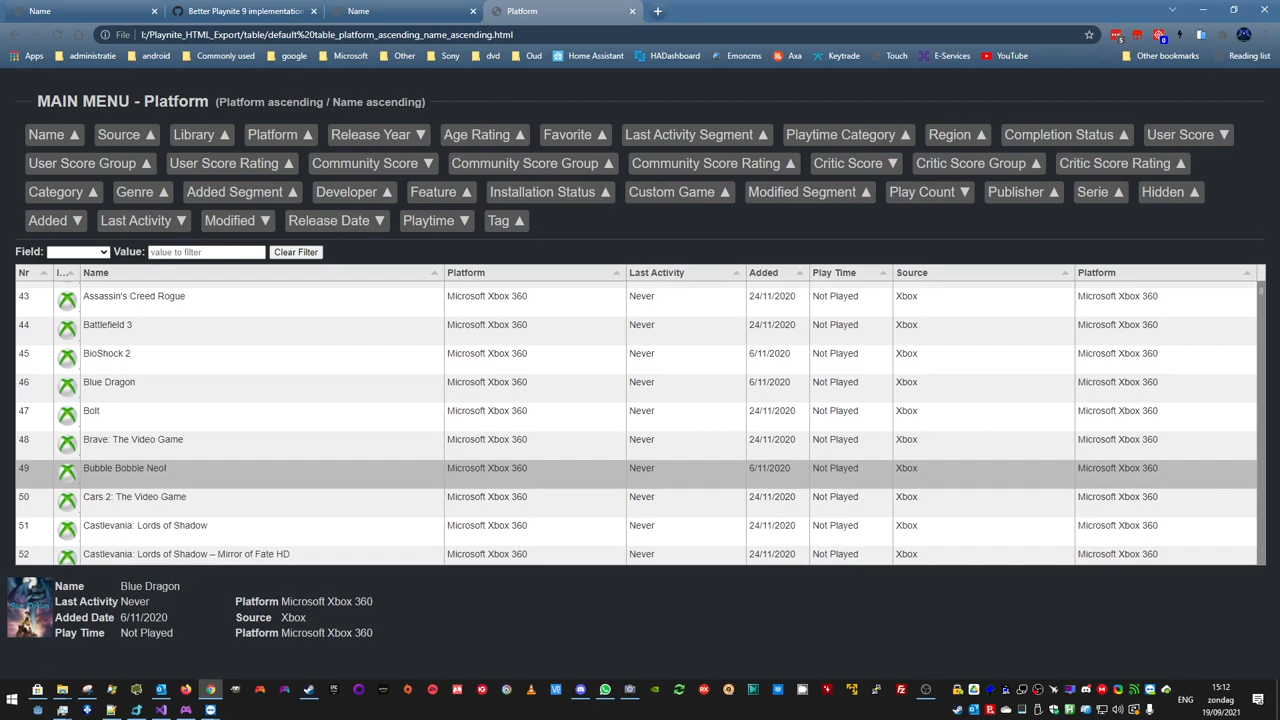 Name
Better Playnite 9 implementation
Name
Platform
File
I:/Playnite_HTML_Export/table/default%20table_platform_ascending_name_ascending.html
Apps
administratie
android
Commonly used
google
Microsoft
Other
Sony
dvd
Oud
Home Assistant
HADashboard
Emoncms
Axa
Keytrade
Touch
E-Services
YouTube
Other bookmarks
Reading list
MAIN MENU - Platform (Platform ascending / Name ascending)
Name ▲ Source ▲ Library ▲ Platform ▲ Release Year ▼ Age Rating ▲ Favorite ▲ Last Activity Segment ▲ Playtime Category ▲ Region ▲ Completion Status ▲ User Score ▼
User Score Group ▲ User Score Rating ▲ Community Score ▼ Community Score Group ▲ Community Score Rating ▲ Critic Score ▼ Critic Score Group ▲ Critic Score Rating ▲
Category ▲ Genre ▲ Added Segment ▲ Developer ▲ Feature ▲ Installation Status ▲ Custom Game ▲ Modified Segment ▲ Play Count ▼ Publisher ▲ Serie ▲ Hidden ▲
Added ▼ Last Activity ▼ Modified ▼ Release Date ▼ Playtime ▼ Tag ▲
Field: Value: value to filter Clear Filter
Nr I... Name Platform Last Activity Added Play Time Source Platform
43 Assassin's Creed Rogue Microsoft Xbox 360 Never 24/11/2020 Not Played Xbox Microsoft Xbox 360
44 Battlefield 3 Microsoft Xbox 360 Never 24/11/2020 Not Played Xbox Microsoft Xbox 360
45 BioShock 2 Microsoft Xbox 360 Never 6/11/2020 Not Played Xbox Microsoft Xbox 360
46 Blue Dragon Microsoft Xbox 360 Never 6/11/2020 Not Played Xbox Microsoft Xbox 360
47 Bolt Microsoft Xbox 360 Never 24/11/2020 Not Played Xbox Microsoft Xbox 360
48 Brave: The Video Game Microsoft Xbox 360 Never 24/11/2020 Not Played Xbox Microsoft Xbox 360
49 Bubble Bobble Neo! Microsoft Xbox 360 Never 6/11/2020 Not Played Xbox Microsoft Xbox 360
50 Cars 2: The Video Game Microsoft Xbox 360 Never 24/11/2020 Not Played Xbox Microsoft Xbox 360
51 Castlevania: Lords of Shadow Microsoft Xbox 360 Never 24/11/2020 Not Played Xbox Microsoft Xbox 360
52 Castlevania: Lords of Shadow – Mirror of Fate HD Microsoft Xbox 360 Never 24/11/2020 Not Played Xbox Microsoft Xbox 360
Name Blue Dragon
Last Activity Never Platform Microsoft Xbox 360
Added Date 6/11/2020 Source Xbox
Play Time Not Played Platform Microsoft Xbox 360
ENG
15:12
zondag
19/09/2021